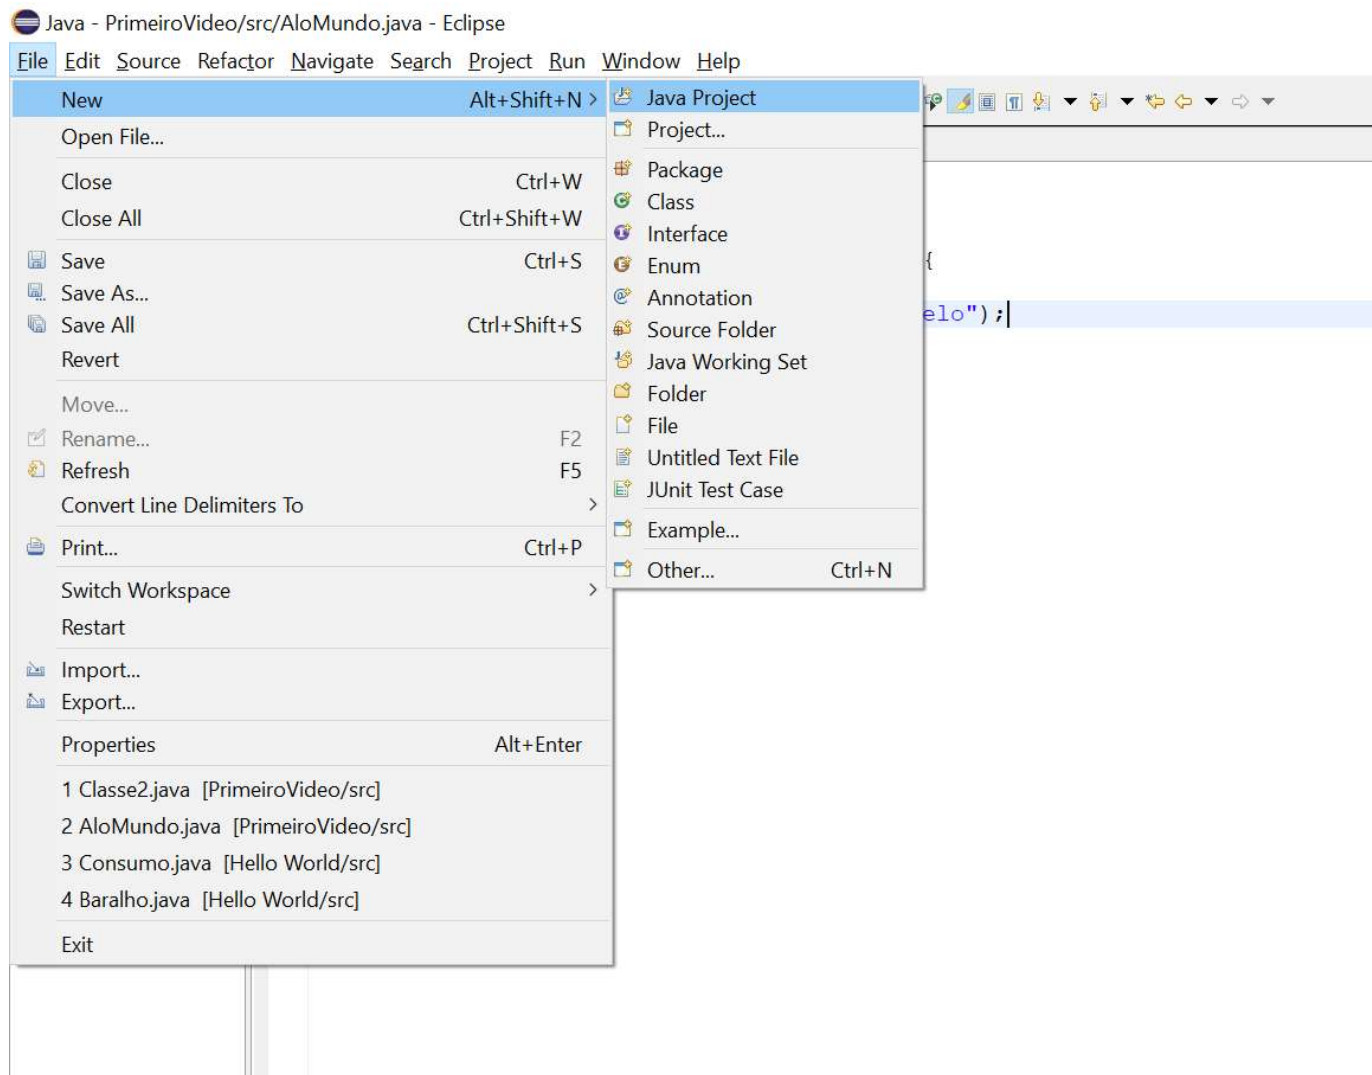 Java - PrimeiroVideo/src/AloMundo.java - Eclipse
File Edit Source Refactor Navigate Search Project Run Window Help
New Alt+Shift+N >
Open File...
Close Ctrl+W
Close All Ctrl+Shift+W
Save Ctrl+S
Save As...
Save All Ctrl+Shift+S
Revert
Move...
Rename... F2
Refresh F5
Convert Line Delimiters To >
Print... Ctrl+P
Switch Workspace >
Restart
Import...
Export...
Properties Alt+Enter
1 Classe2.java [PrimeiroVideo/src]
2 AloMundo.java [PrimeiroVideo/src]
3 Consumo.java [Hello World/src]
4 Baralho.java [Hello World/src]
Exit
Java Project
Project...
Package
Class
Interface
Enum
Annotation
Source Folder
Java Working Set
Folder
File
Untitled Text File
JUnit Test Case
Example...
Other... Ctrl+N
{
elo");